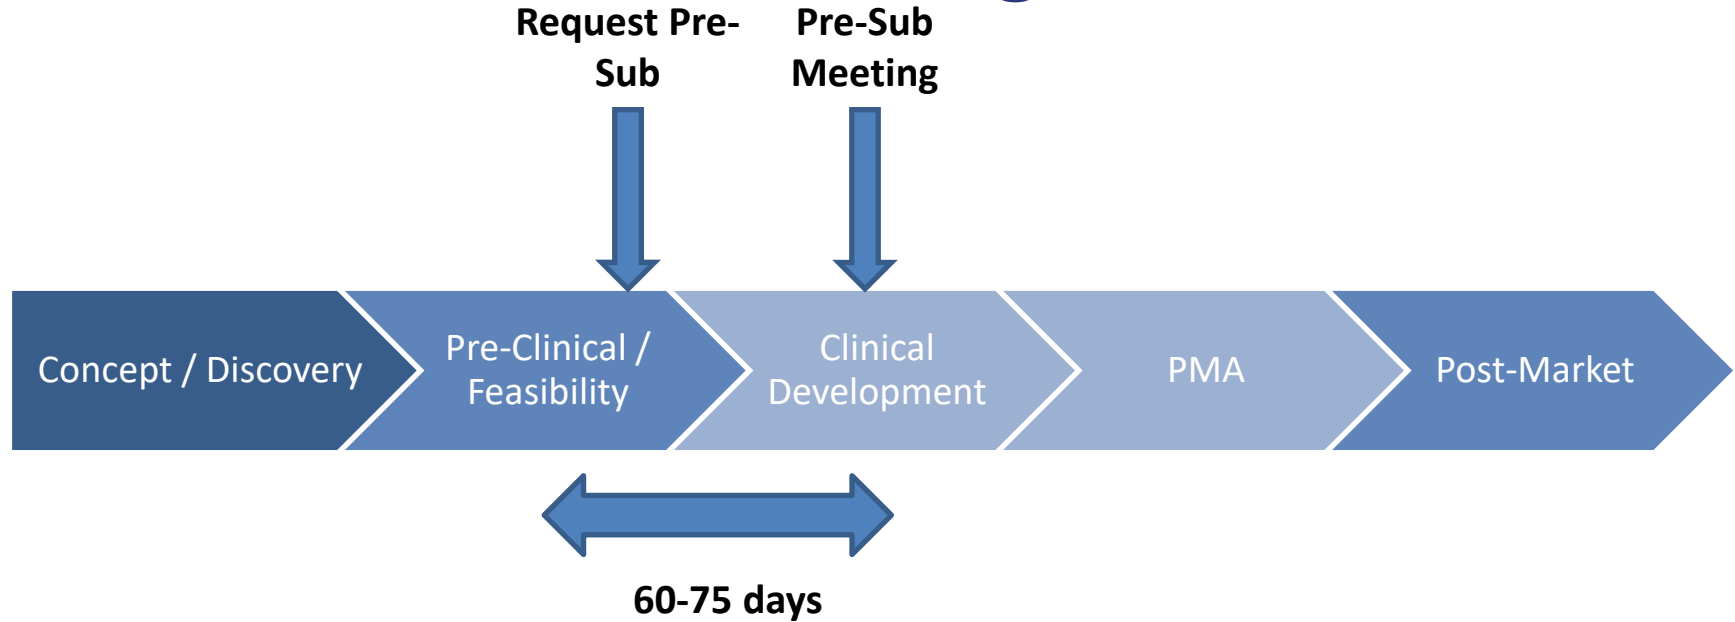 Request Pre-
Sub
Pre-Sub
Meeting
Concept / Discovery
Pre-Clinical /
Feasibility
Clinical
Development
PMA
Post-Market
60-75 days